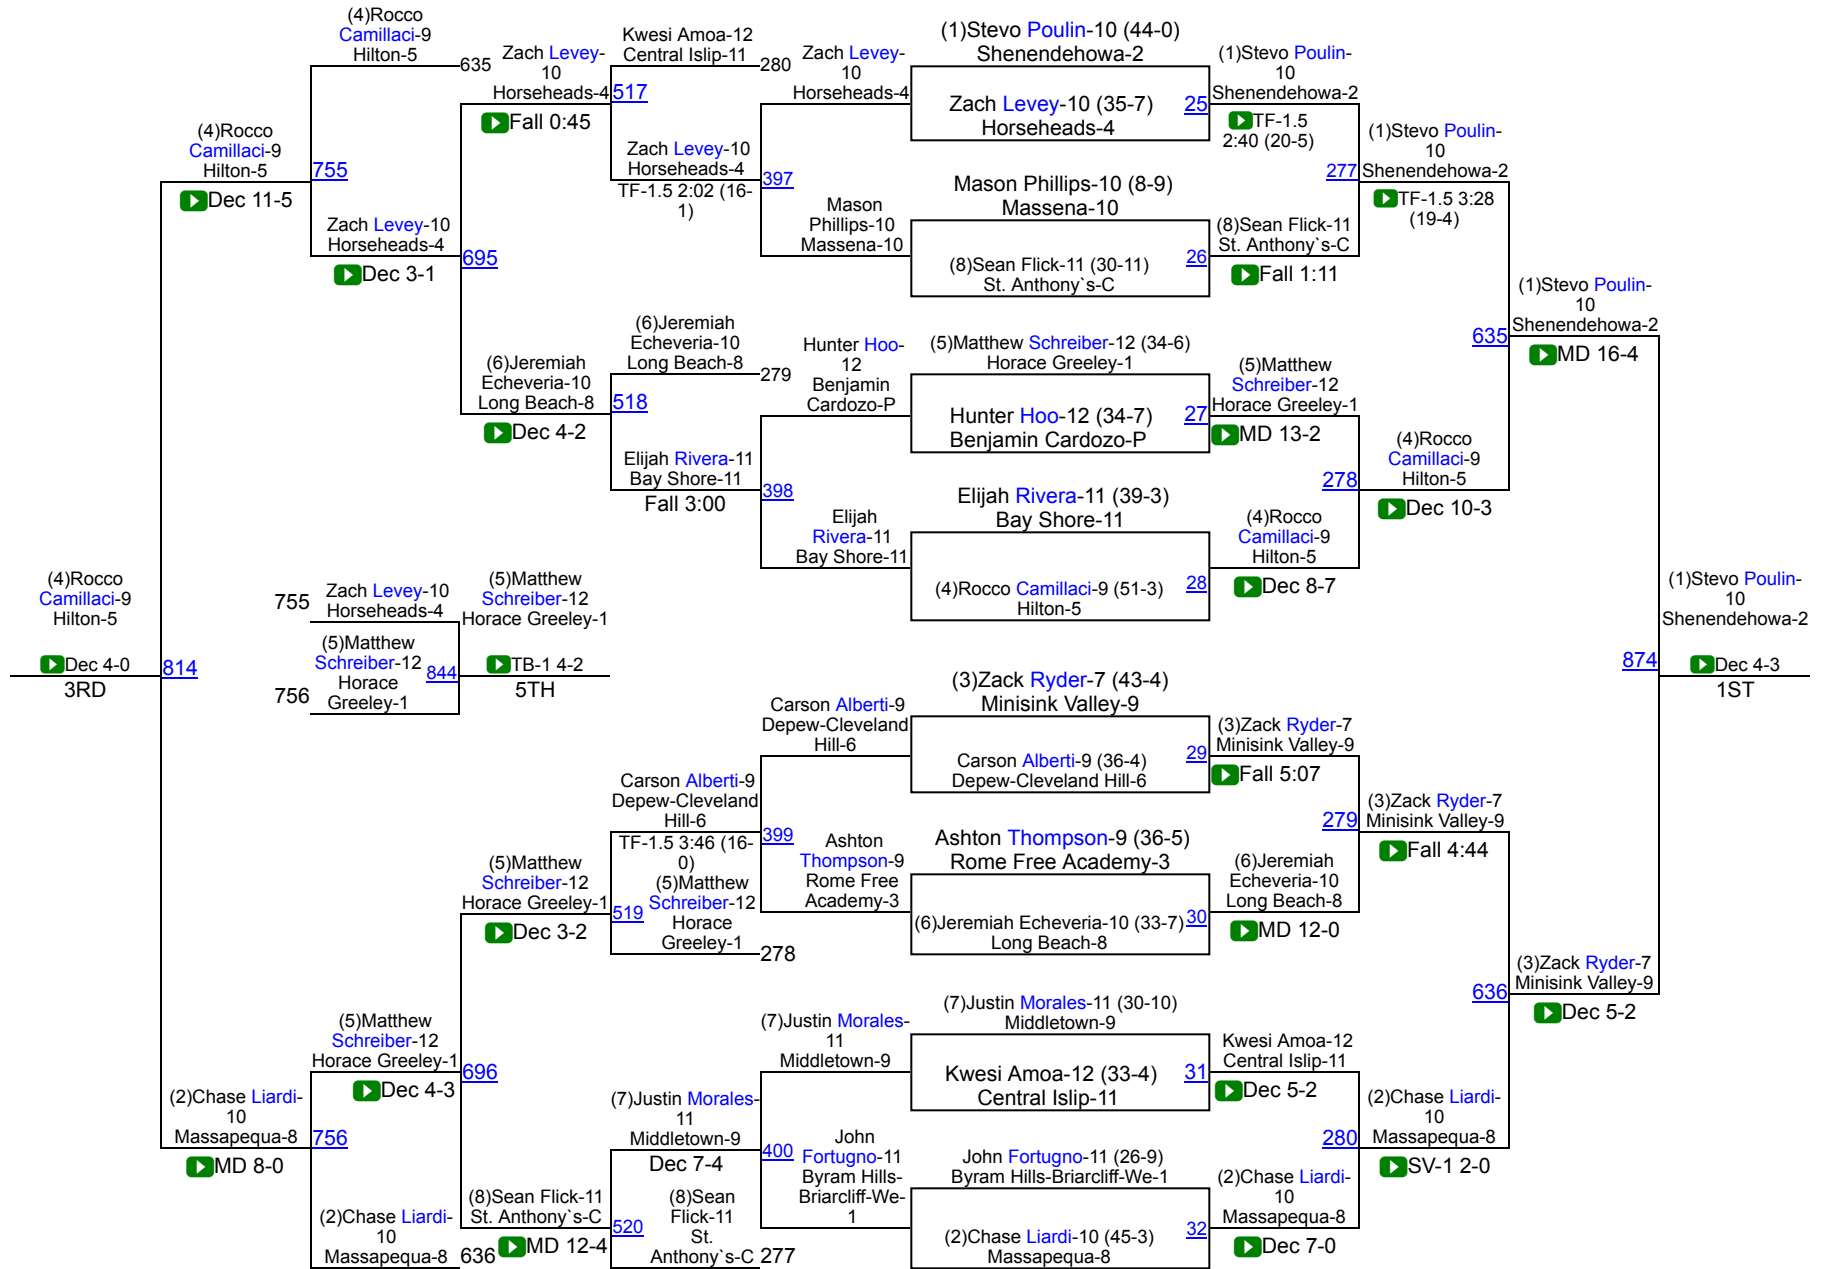 (4)Rocco
Camillaci-9
Hilton-5
635
Zach Levey-
10
Horseheads-4
517
Fall 0:45
Kwesi Amoa-12
Central Islip-11
280
Zach Levey-
10
Horseheads-4
(1)Stevo Poulin-10 (44-0)
Shenendehowa-2
Zach Levey-10 (35-7)
Horseheads-4
25
(1)Stevo Poulin-
10
Shenendehowa-2
TF-1.5
2:40 (20-5)
(4)Rocco
Camillaci-9
Hilton-5
Dec 11-5
755
Zach Levey-10
Horseheads-4
TF-1.5 2:02 (16-
1)
397
277
(1)Stevo Poulin-
10
Shenendehowa-2
TF-1.5 3:28
(19-4)
Zach Levey-10
Horseheads-4
Dec 3-1
695
Mason
Phillips-10
Massena-10
Mason Phillips-10 (8-9)
Massena-10
(8)Sean Flick-11 (30-11)
St. Anthony`s-C
26
(8)Sean Flick-11
St. Anthony`s-C
Fall 1:11
(1)Stevo Poulin-
10
Shenendehowa-2
635
MD 16-4
(6)Jeremiah
Echeveria-10
Long Beach-8
279
(6)Jeremiah
Echeveria-10
Long Beach-8
518
Dec 4-2
Hunter Hoo-
12
Benjamin
Cardozo-P
(5)Matthew Schreiber-12 (34-6)
Horace Greeley-1
Hunter Hoo-12 (34-7)
Benjamin Cardozo-P
27
(5)Matthew
Schreiber-12
Horace Greeley-1
MD 13-2
Elijah Rivera-11
Bay Shore-11
Fall 3:00
398
278
(4)Rocco
Camillaci-9
Hilton-5
Dec 10-3
Elijah
Rivera-11
Bay Shore-11
Elijah Rivera-11 (39-3)
Bay Shore-11
(4)Rocco Camillaci-9 (51-3)
Hilton-5
28
(4)Rocco
Camillaci-9
Hilton-5
Dec 8-7
(4)Rocco
Camillaci-9
Hilton-5
Dec 4-0
3RD
814
755
Zach Levey-10
Horseheads-4
756
(5)Matthew
Schreiber-12
Horace
Greeley-1
844
(5)Matthew
Schreiber-12
Horace Greeley-1
TB-1 4-2
5TH
(1)Stevo Poulin-
10
Shenendehowa-2
874
Dec 4-3
1ST
Carson Alberti-9
Depew-Cleveland
Hill-6
(3)Zack Ryder-7 (43-4)
Minisink Valley-9
Carson Alberti-9 (36-4)
Depew-Cleveland Hill-6
29
(3)Zack Ryder-7
Minisink Valley-9
Fall 5:07
Carson Alberti-9
Depew-Cleveland
Hill-6
TF-1.5 3:46 (16-
0)
399
279
(3)Zack Ryder-7
Minisink Valley-9
Fall 4:44
Ashton
Thompson-9
Rome Free
Academy-3
Ashton Thompson-9 (36-5)
Rome Free Academy-3
(6)Jeremiah Echeveria-10 (33-7)
Long Beach-8
30
(6)Jeremiah
Echeveria-10
Long Beach-8
MD 12-0
(5)Matthew
Schreiber-12
Horace Greeley-1
519
Dec 3-2
(5)Matthew
Schreiber-12
Horace
Greeley-1
278
(3)Zack Ryder-7
Minisink Valley-9
636
Dec 5-2
(5)Matthew
Schreiber-12
Horace Greeley-1
Dec 4-3
696
(7)Justin Morales-
11
Middletown-9
(7)Justin Morales-11 (30-10)
Middletown-9
Kwesi Amoa-12 (33-4)
Central Islip-11
31
Kwesi Amoa-12
Central Islip-11
Dec 5-2
(2)Chase Liardi-
10
Massapequa-8
MD 8-0
756
(7)Justin Morales-
11
Middletown-9
Dec 7-4
400
280
(2)Chase Liardi-
10
Massapequa-8
SV-1 2-0
John
Fortugno-11
Byram Hills-
Briarcliff-We-
1
John Fortugno-11 (26-9)
Byram Hills-Briarcliff-We-1
(2)Chase Liardi-10 (45-3)
Massapequa-8
32
(2)Chase Liardi-
10
Massapequa-8
Dec 7-0
(2)Chase Liardi-
10
Massapequa-8
636
(8)Sean Flick-11
St. Anthony`s-C
520
MD 12-4
(8)Sean
Flick-11
St.
Anthony`s-C
277